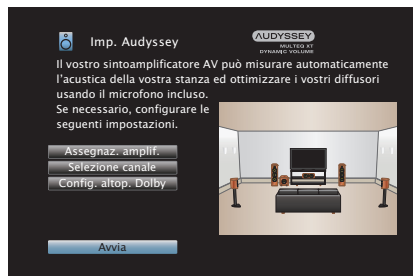 Imp. Audyssey
AUDYSSEY
MULTEQ XT
DYNAMIC VOLUME
Il vostro sintoamplificatore AV può misurare automaticamente
l'acustica della vostra stanza ed ottimizzare i vostri diffusori
usando il microfono incluso.
Se necessario, configurare le
seguenti impostazioni.
Assegnaz. amplif.
Selezione canale
Config. altop. Dolby
Avvia